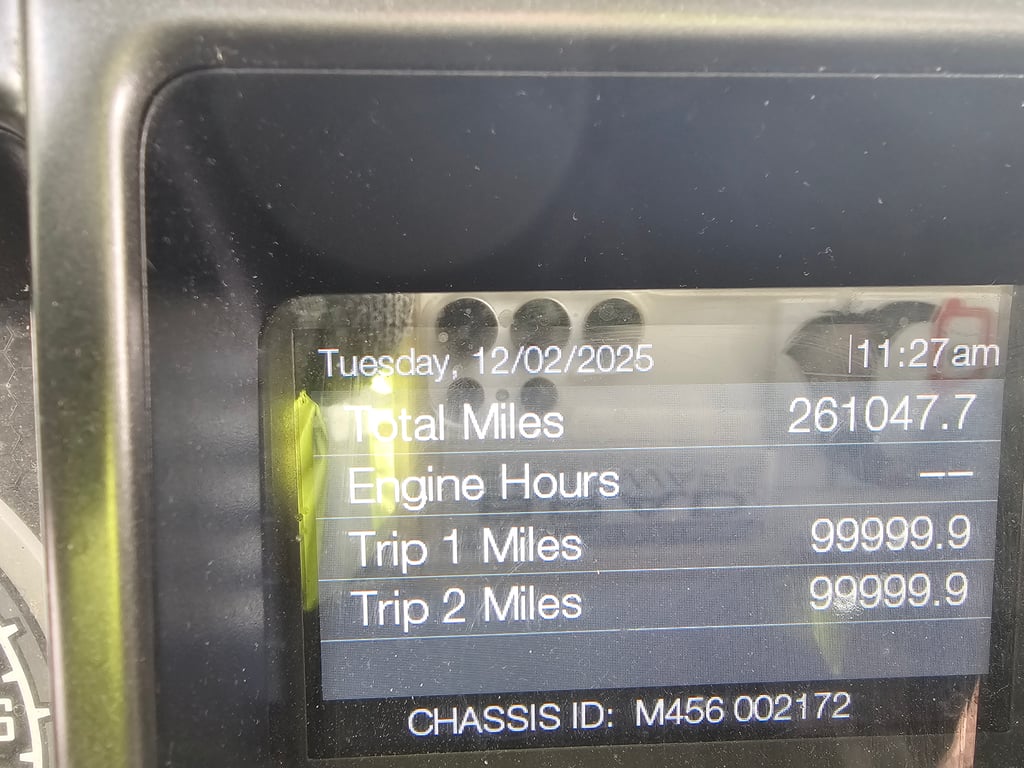 Tuesday, 12/02/2025 11:27am
Total Miles 261047.7
Engine Hours ––
Trip 1 Miles 99999.9
Trip 2 Miles 99999.9
CHASSIS ID: M456 002172